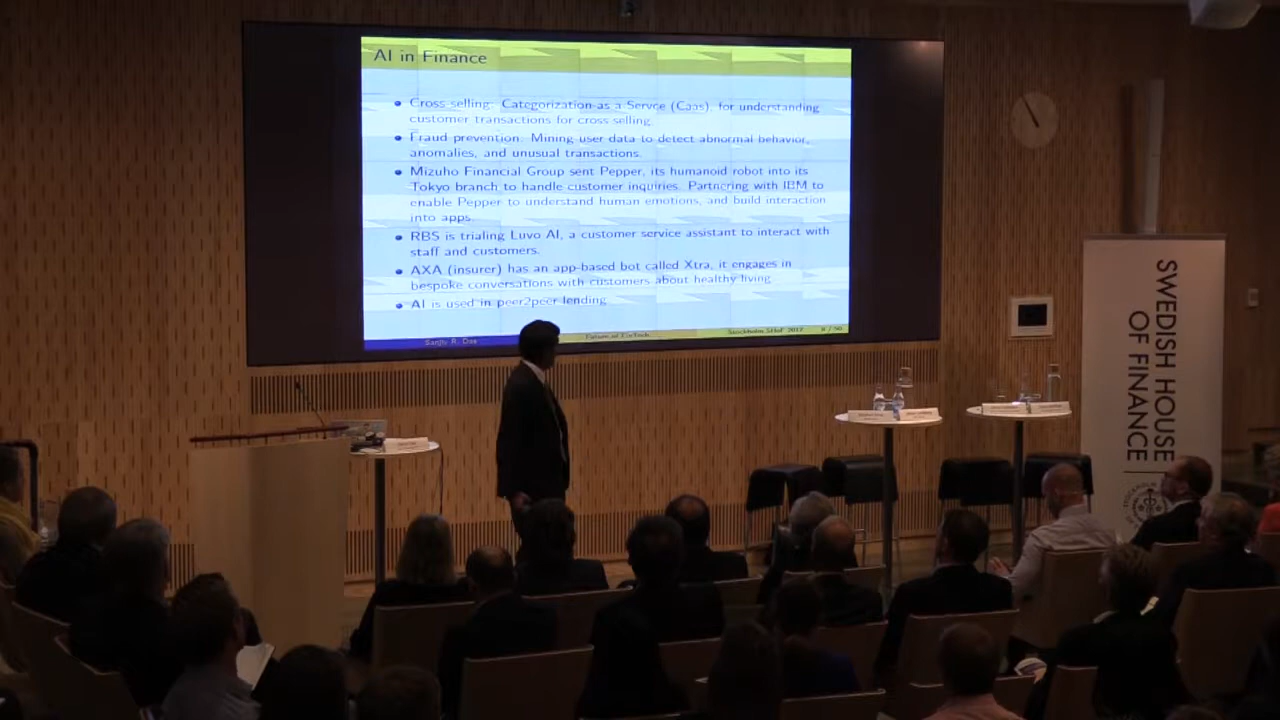 AI in Finance
Cross selling: Categorization-as a Servce (Caas), for understanding
customer transactions for cross selling.
Fraud prevention: Mining user data to detect abnormal behavior,
anomalies, and unusual transactions.
Mizuho Financial Group sent Pepper, its humanoid robot into its
Tokyo branch to handle customer inquiries. Partnering with IBM to
enable Pepper to understand human emotions, and build interaction
into apps.
RBS is trialing Luvo AI, a customer service assistant to interact with
staff and customers.
AXA (insurer) has an app-based bot called Xtra, it engages in
bespoke conversations with customers about healthy living
AI is used in peer2peer lending
Sanjiv R. Das
Future of FinTech
Stockholm SHoF 2017
SWEDISH HOUSE
OF FINANCE